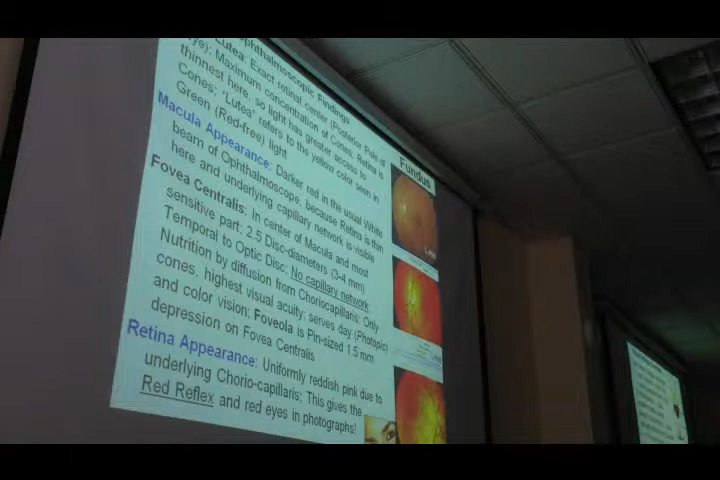 Ophthalmoscopic Findings
Lutea: Exact retinal center (Posterior Pole of
Eye); Maximum concentration of Cones; Retina is
thinnest here, so light has greater access to
Cones; "Lutea" refers to the yellow color seen in
Green (Red-free) light
Macula Appearance: Darker red in the usual White
beam of Ophthalmoscope, because Retina is thin
here and underlying capillary network is visible
Fovea Centralis: In center of Macula and most
sensitive part; 2.5 Disc-diameters (3-4 mm)
Temporal to Optic Disc; No capillary network;
Nutrition by diffusion from Choriocapillaris; Only
cones, highest visual acuity; serves day (Photopic)
and color vision; Foveola is Pin-sized 1.5 mm
depression on Fovea Centralis
Retina Appearance: Uniformly reddish pink due to
underlying Chorio-capillaris; This gives the
Red Reflex and red eyes in photographs!
Fundus